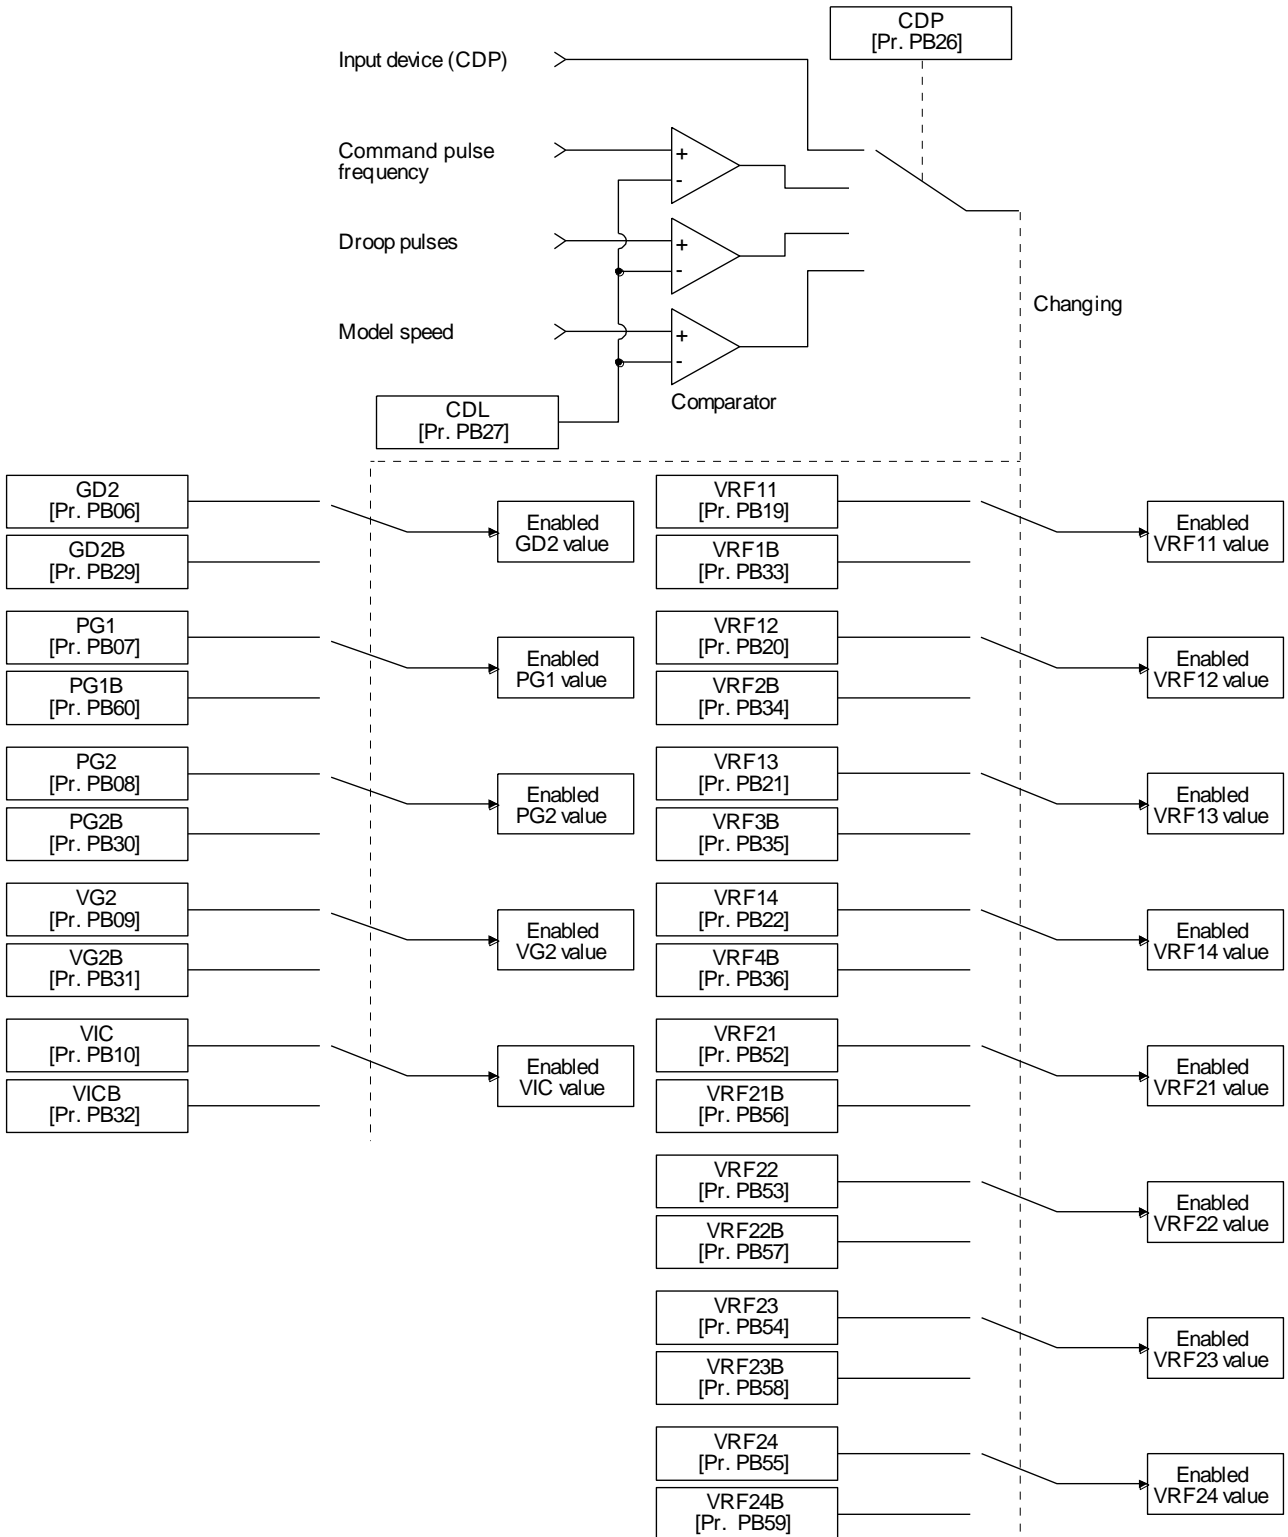 CDP
[Pr. PB26]
Input device (CDP)
Command pulse
frequency
+
-
Droop pulses
+
-
Changing
Model speed
+
-
Comparator
CDL
[Pr. PB27]
GD2
[Pr. PB06]
GD2B
[Pr. PB29]
Enabled
GD2 value
PG1
[Pr. PB07]
PG1B
[Pr. PB60]
Enabled
PG1 value
PG2
[Pr. PB08]
PG2B
[Pr. PB30]
Enabled
PG2 value
VG2
[Pr. PB09]
VG2B
[Pr. PB31]
Enabled
VG2 value
VIC
[Pr. PB10]
VICB
[Pr. PB32]
Enabled
VIC value
VRF11
[Pr. PB19]
VRF1B
[Pr. PB33]
Enabled
VRF11 value
VRF12
[Pr. PB20]
VRF2B
[Pr. PB34]
Enabled
VRF12 value
VRF13
[Pr. PB21]
VRF3B
[Pr. PB35]
Enabled
VRF13 value
VRF14
[Pr. PB22]
VRF4B
[Pr. PB36]
Enabled
VRF14 value
VRF21
[Pr. PB52]
VRF21B
[Pr. PB56]
Enabled
VRF21 value
VRF22
[Pr. PB53]
VRF22B
[Pr. PB57]
Enabled
VRF22 value
VRF23
[Pr. PB54]
VRF23B
[Pr. PB58]
Enabled
VRF23 value
VRF24
[Pr. PB55]
VRF24B
[Pr. PB59]
Enabled
VRF24 value